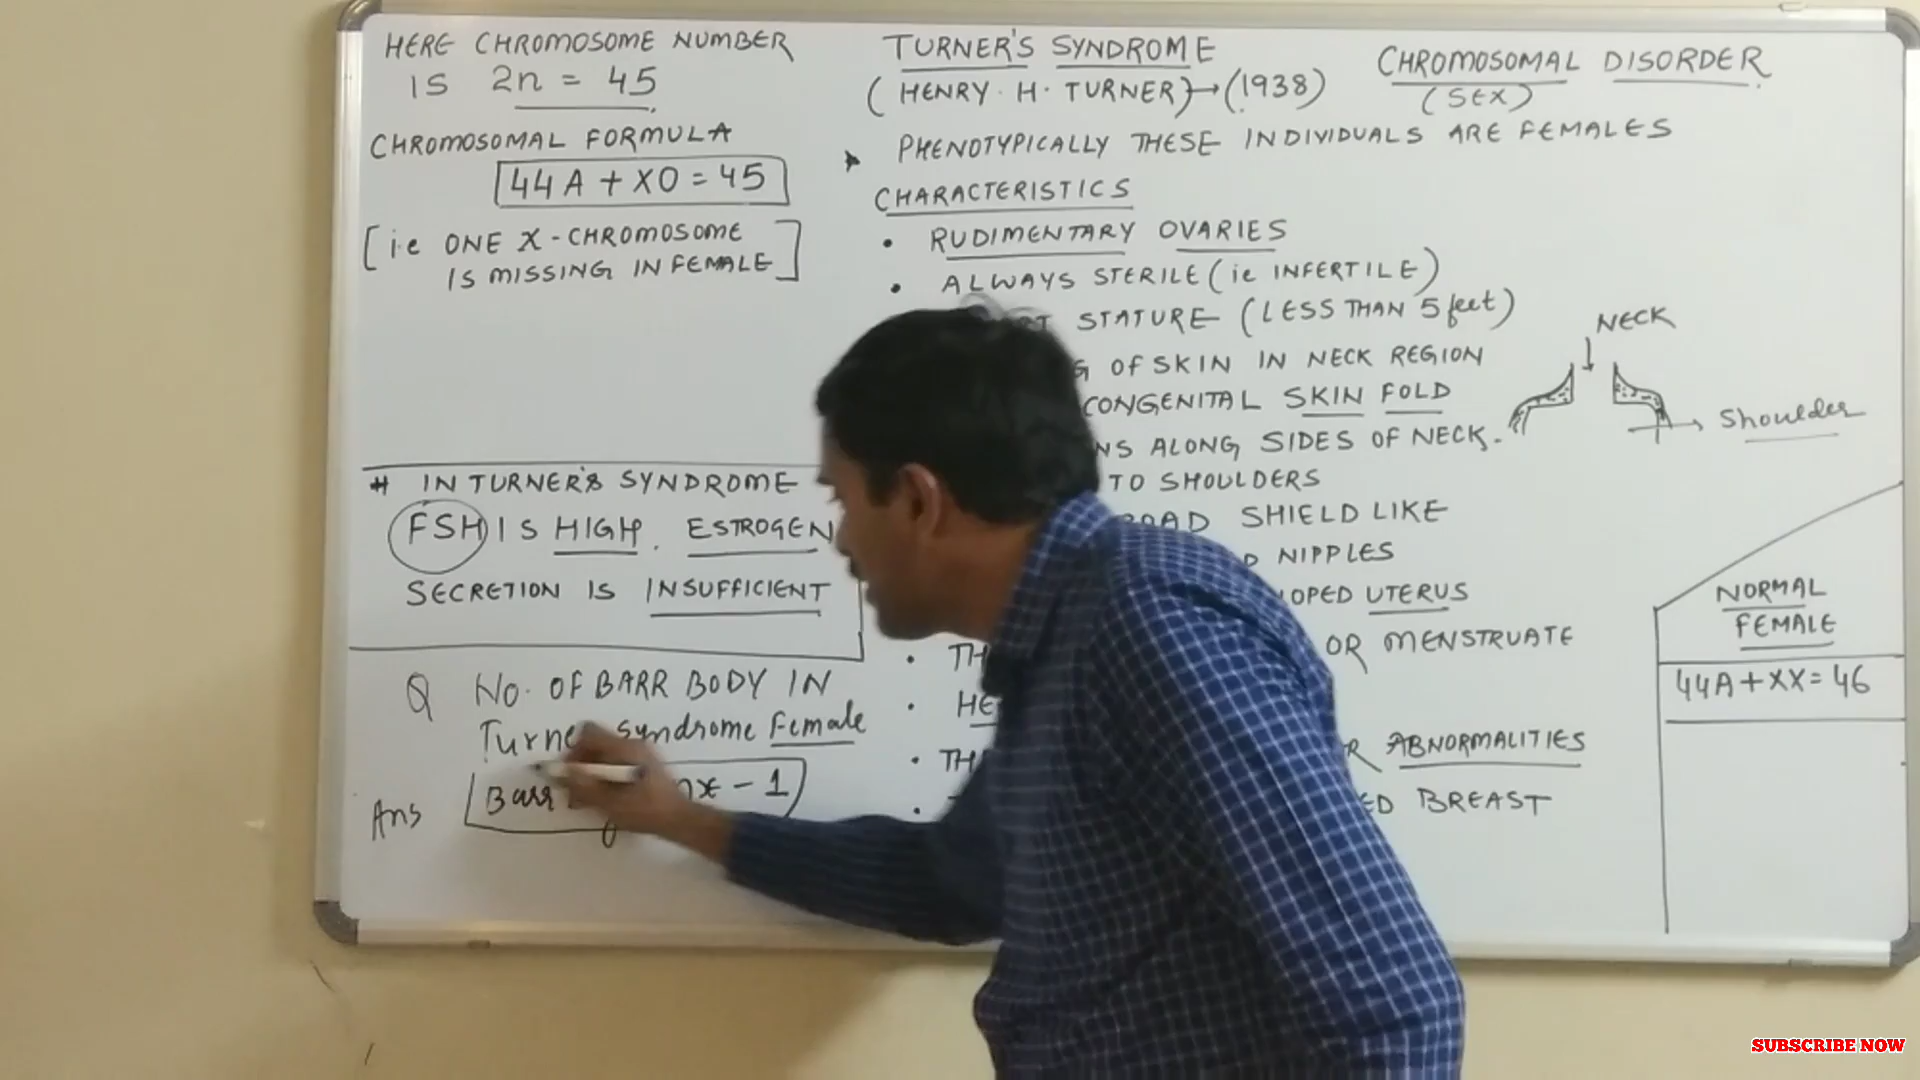 HERE CHROMOSOME NUMBER
IS 2n = 45
CHROMOSOMAL FORMULA
44A + XO = 45
[i.e ONE X-CHROMOSOME
IS MISSING IN FEMALE]
# IN TURNER'S SYNDROME
FSH IS HIGH. ESTROGEN
SECRETION IS INSUFFICIENT
Q No. OF BARR BODY IN
Turner Syndrome Female
Ans Barr - 1
TURNER'S SYNDROME
(HENRY. H. TURNER)→(1938)
CHROMOSOMAL DISORDER
(SEX)
PHENOTYPICALLY THESE INDIVIDUALS ARE FEMALES
CHARACTERISTICS
• RUDIMENTARY OVARIES
• ALWAYS STERILE (ie INFERTILE)
STATURE (LESS THAN 5 feet)
OF SKIN IN NECK REGION
CONGENITAL SKIN FOLD
ALONG SIDES OF NECK.
TO SHOULDERS
SHIELD LIKE
NIPPLES
UTERUS
OR MENSTRUATE
ABNORMALITIES
BREAST
NECK
Shoulder
NORMAL
FEMALE
44A+XX=46
SUBSCRIBE NOW